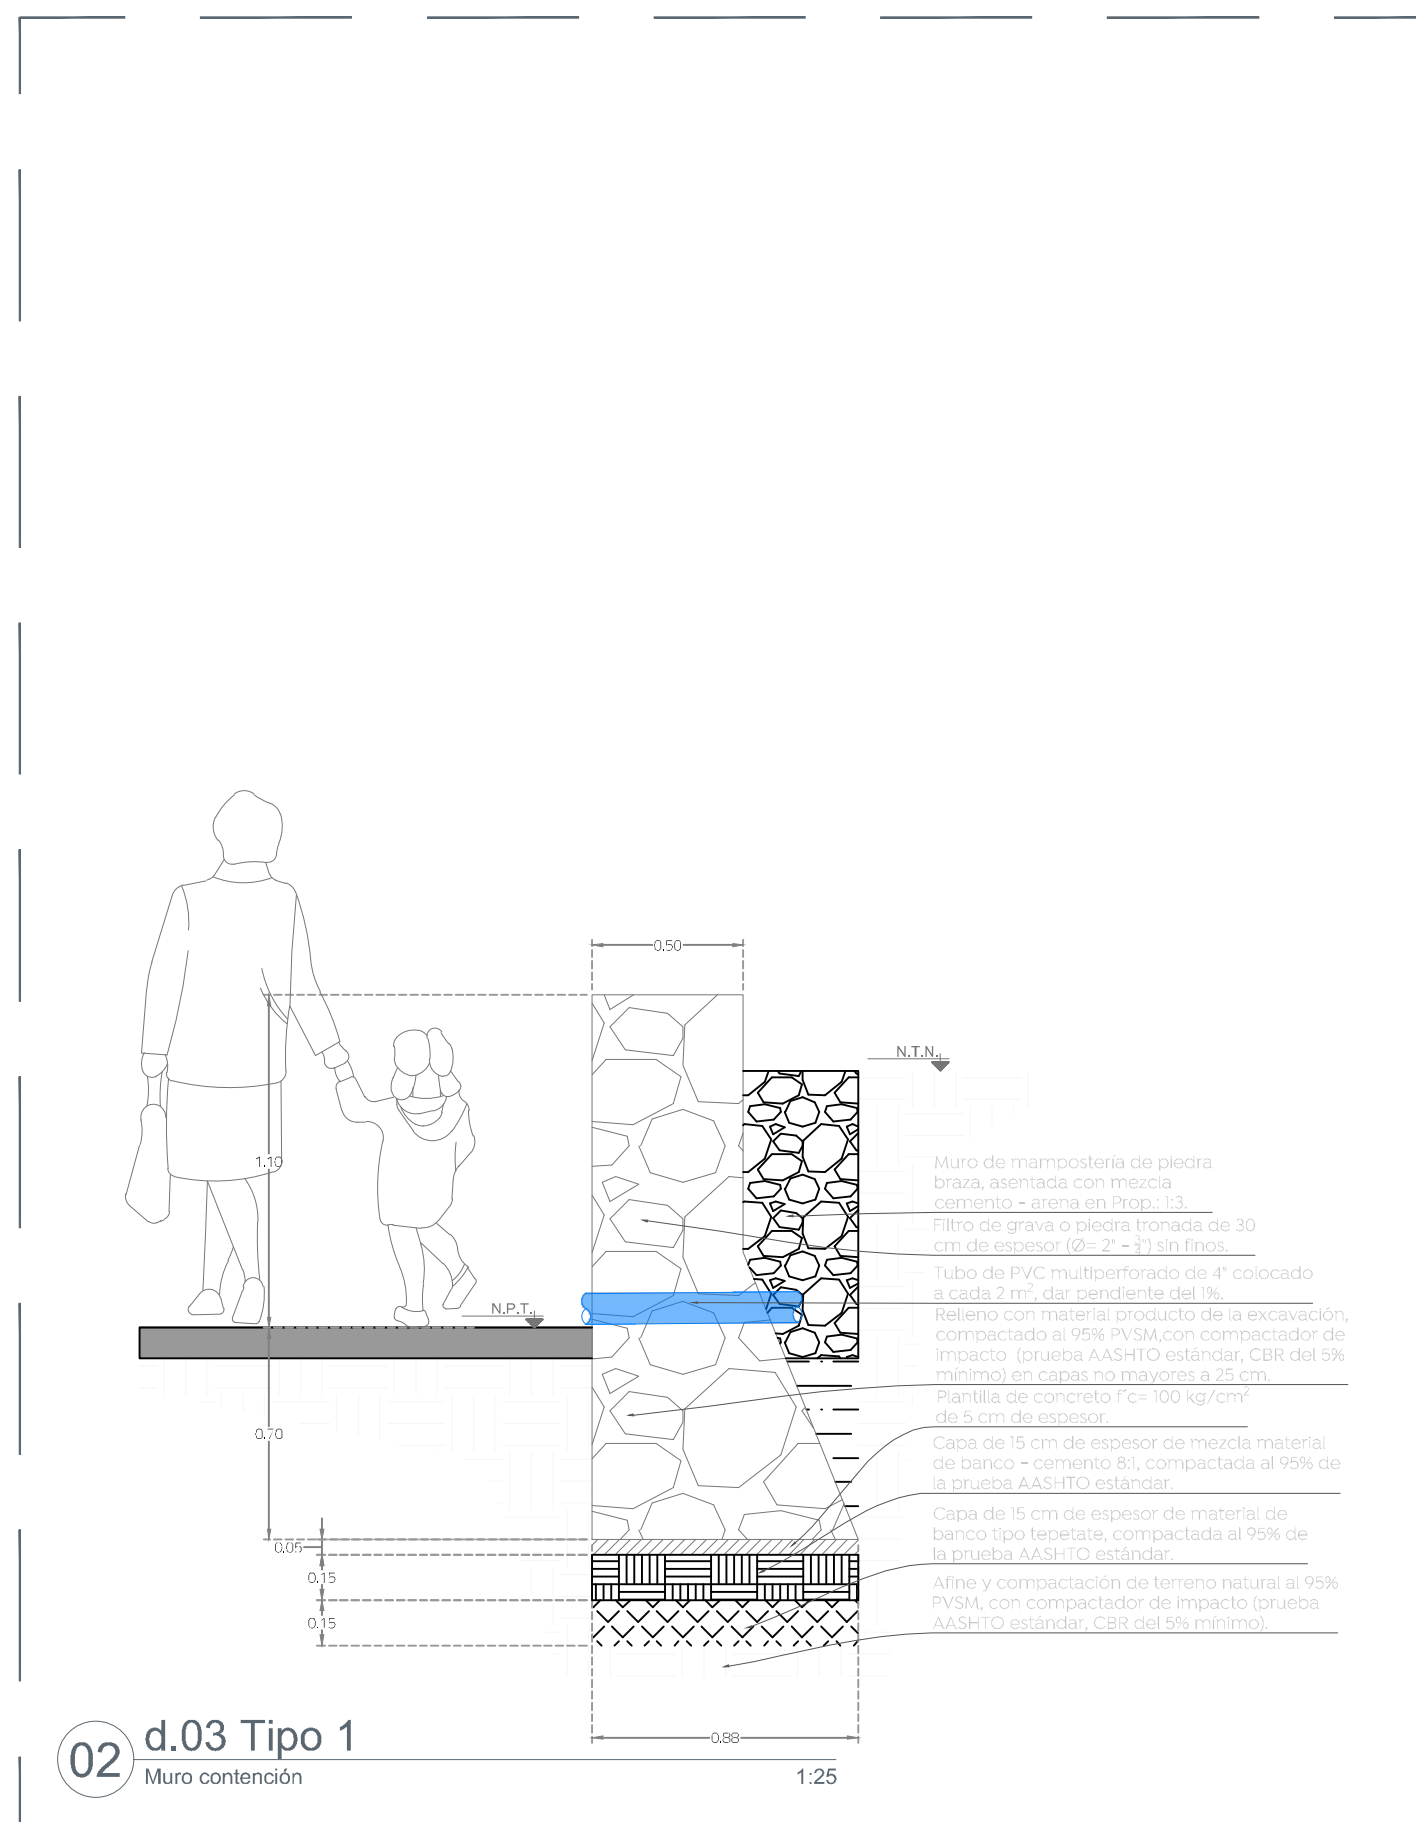 0.50
N.T.N.
1.10
Muro de mampostería de piedra
braza, asentada con mezcla
cemento - arena en Prop.: 1:3.
Filtro de grava o piedra tronada de 30
cm de espesor (Ø= 2" - 3/4") sin finos.
Tubo de PVC multiperforado de 4" colocado
a cada 2 m², dar pendiente del 1%.
N.P.T.
Relleno con material producto de la excavación,
compactado al 95% PVSM,con compactador de
impacto (prueba AASHTO estándar, CBR del 5%
mínimo) en capas no mayores a 25 cm.
Plantilla de concreto f´c= 100 kg/cm²
de 5 cm de espesor.
0.70
Capa de 15 cm de espesor de mezcla material
de banco - cemento 8:1, compactada al 95% de
la prueba AASHTO estándar.
Capa de 15 cm de espesor de material de
banco tipo tepetate, compactada al 95% de
la prueba AASHTO estándar.
0.05
0.15
Afine y compactación de terreno natural al 95%
PVSM, con compactador de impacto (prueba
AASHTO estándar, CBR del 5% mínimo).
0.15
0.88
02
d.03 Tipo 1
Muro contención
1:25